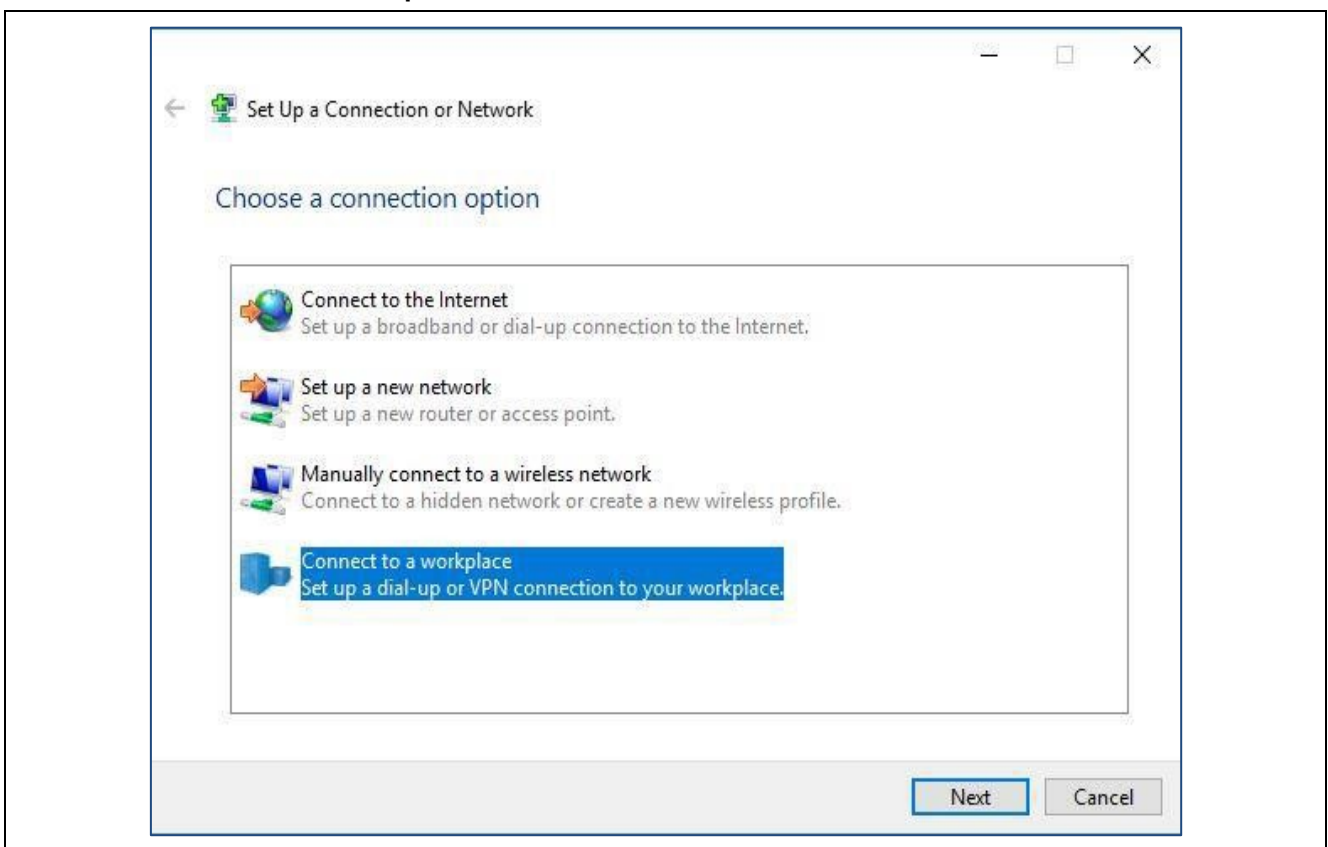 Set Up a Connection or Network
Choose a connection option
Connect to the Internet
Set up a broadband or dial-up connection to the Internet.
Set up a new network
Set up a new router or access point.
Manually connect to a wireless network
Connect to a hidden network or create a new wireless profile.
Connect to a workplace
Set up a dial-up or VPN connection to your workplace.
Next Cancel